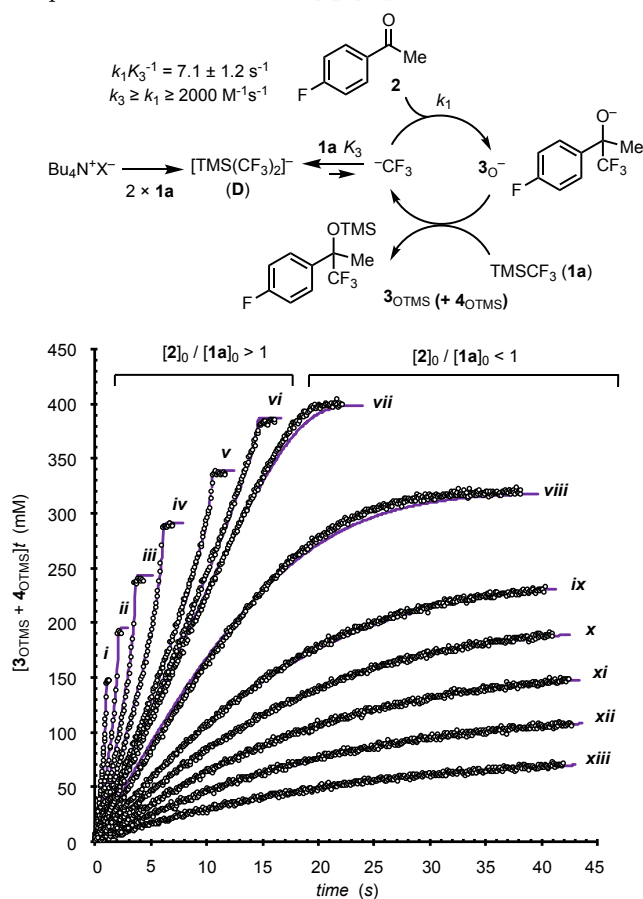 O
Me
F
2
k₁K₃⁻¹ = 7.1 ± 1.2 s⁻¹
k₃ ≥ k₁ ≥ 2000 M⁻¹s⁻¹
k₁
Bu₄N⁺X⁻
2 × 1a
[TMS(CF₃)₂]⁻
(D)
1a K₃
⁻CF₃
3O⁻
O⁻
Me
CF₃
F
OTMS
Me
CF₃
F
TMSCF₃ (1a)
3OTMS (+ 4OTMS)
[2]₀ / [1a]₀ > 1
[2]₀ / [1a]₀ < 1
[3OTMS + 4OTMS]t (mM)
450
400
350
300
250
200
150
100
50
0
i
ii
iii
iv
v
vi
vii
viii
ix
x
xi
xii
xiii
0 5 10 15 20 25 30 35 40 45
time (s)